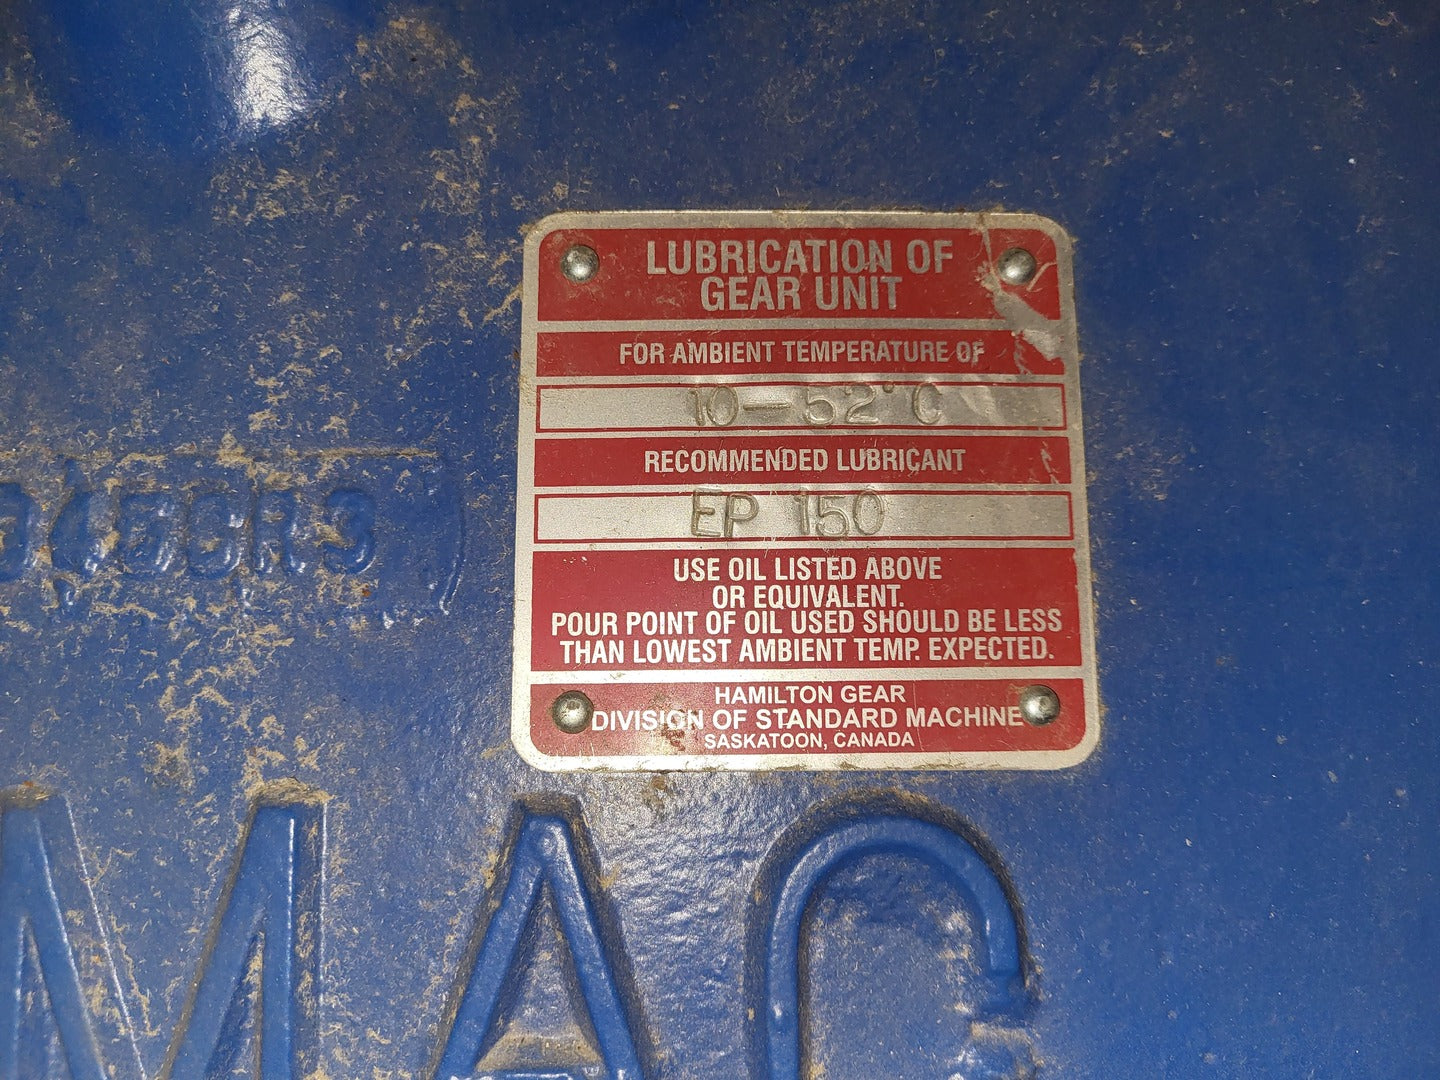 LUBRICATION OF
GEAR UNIT
FOR AMBIENT TEMPERATURE OF
10-52°C
RECOMMENDED LUBRICANT
EP 150
USE OIL LISTED ABOVE
OR EQUIVALENT.
POUR POINT OF OIL USED SHOULD BE LESS
THAN LOWEST AMBIENT TEMP. EXPECTED.
HAMILTON GEAR
DIVISION OF STANDARD MACHINE
SASKATOON, CANADA
MAC